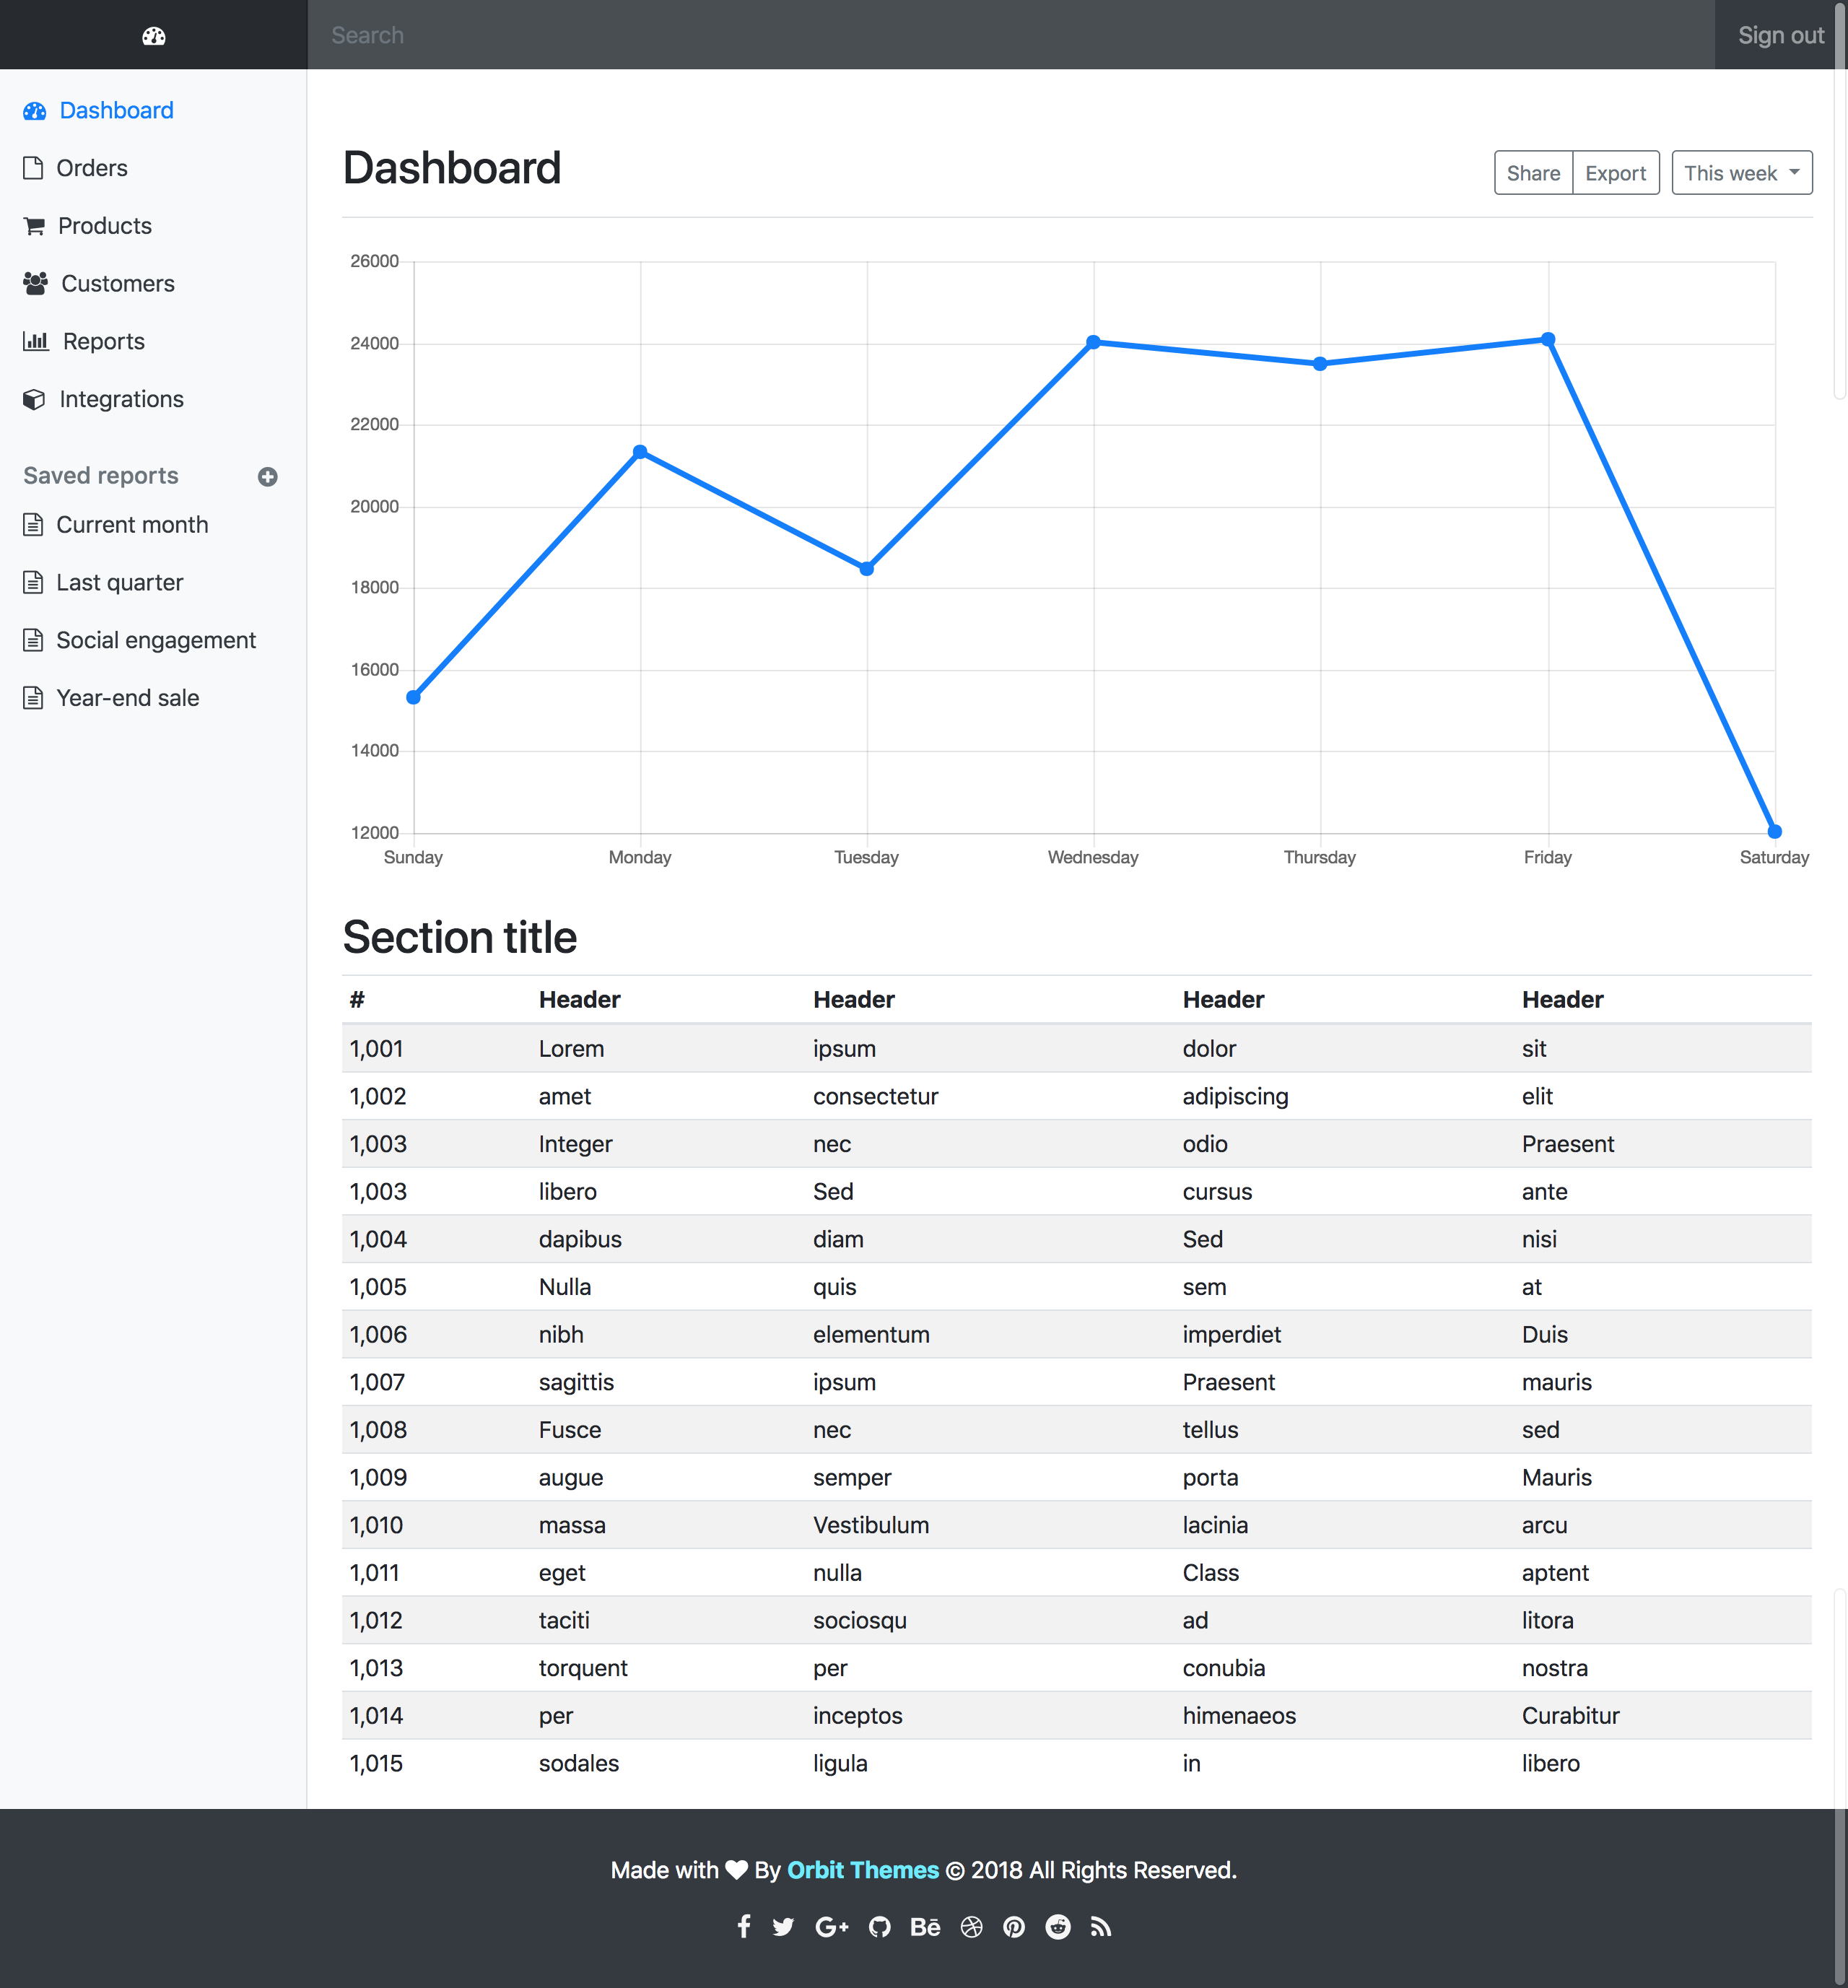 Search
Sign out
Dashboard
Orders
Products
Customers
Reports
Integrations
Saved reports
Current month
Last quarter
Social engagement
Year-end sale
Dashboard
Share Export This week
26000
24000
22000
20000
18000
16000
14000
12000
Sunday Monday Tuesday Wednesday Thursday Friday Saturday
Section title
# Header Header Header Header
1,001 Lorem ipsum dolor sit
1,002 amet consectetur adipiscing elit
1,003 Integer nec odio Praesent
1,003 libero Sed cursus ante
1,004 dapibus diam Sed nisi
1,005 Nulla quis sem at
1,006 nibh elementum imperdiet Duis
1,007 sagittis ipsum Praesent mauris
1,008 Fusce nec tellus sed
1,009 augue semper porta Mauris
1,010 massa Vestibulum lacinia arcu
1,011 eget nulla Class aptent
1,012 taciti sociosqu ad litora
1,013 torquent per conubia nostra
1,014 per inceptos himenaeos Curabitur
1,015 sodales ligula in libero
Made with ♥ By Orbit Themes © 2018 All Rights Reserved.